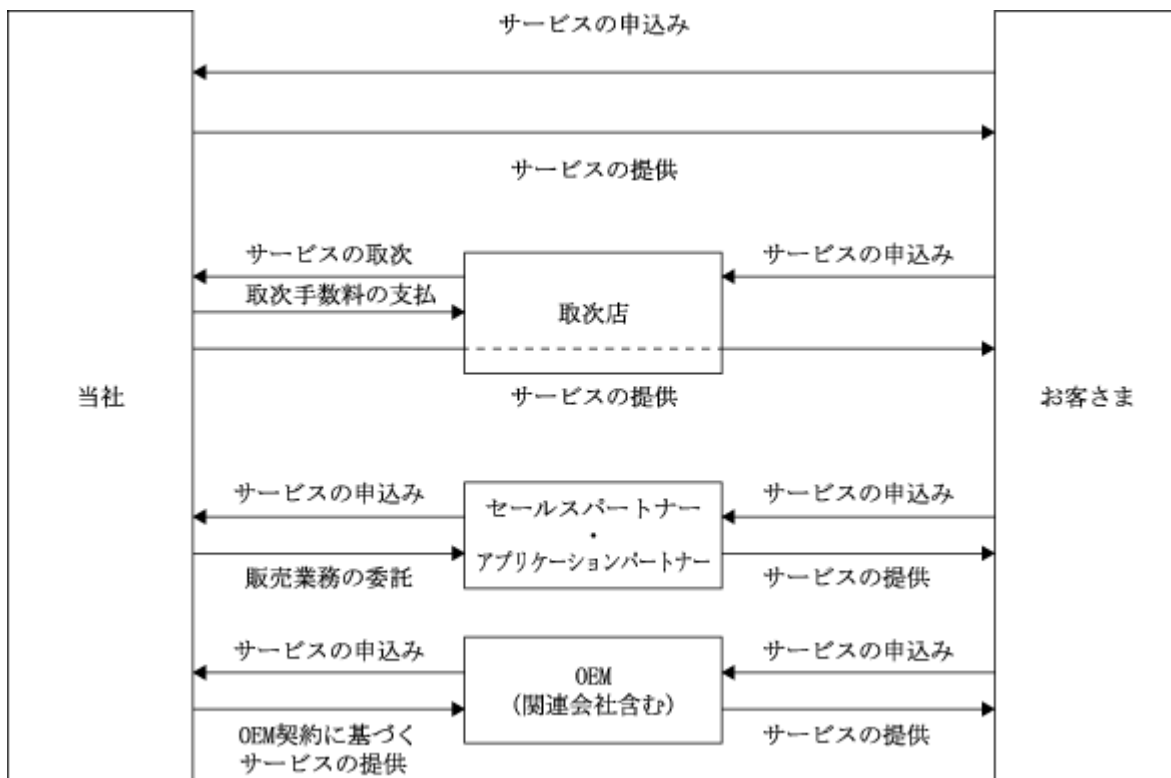 サービスの申込み
サービスの提供
サービスの取次
サービスの申込み
取次手数料の支払
取次店
サービスの提供
当社
お客さま
サービスの申込み
セールスパートナー
・
アプリケーションパートナー
サービスの申込み
販売業務の委託
サービスの提供
サービスの申込み
OEM
(関連会社含む)
サービスの申込み
OEM契約に基づく
サービスの提供
サービスの提供